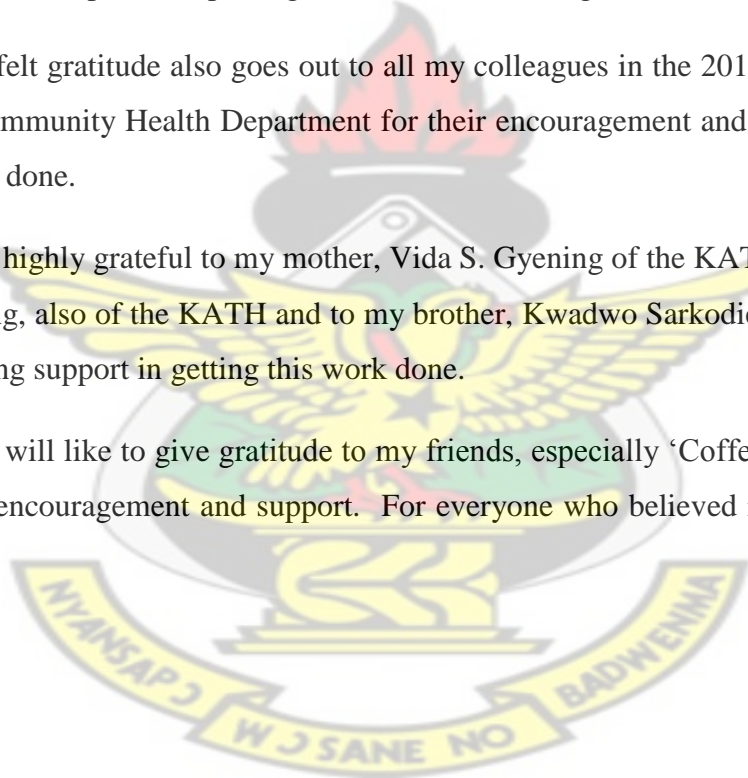 felt gratitude also goes out to all my colleagues in the 201
mmunity Health Department for their encouragement and
done.
highly grateful to my mother, Vida S. Gyening of the KAT
g, also of the KATH and to my brother, Kwadwo Sarkodie
ng support in getting this work done.
will like to give gratitude to my friends, especially ‘Coffe
encouragement and support. For everyone who believed
NYANSAPƆ WƆSANE NO BADWENMA